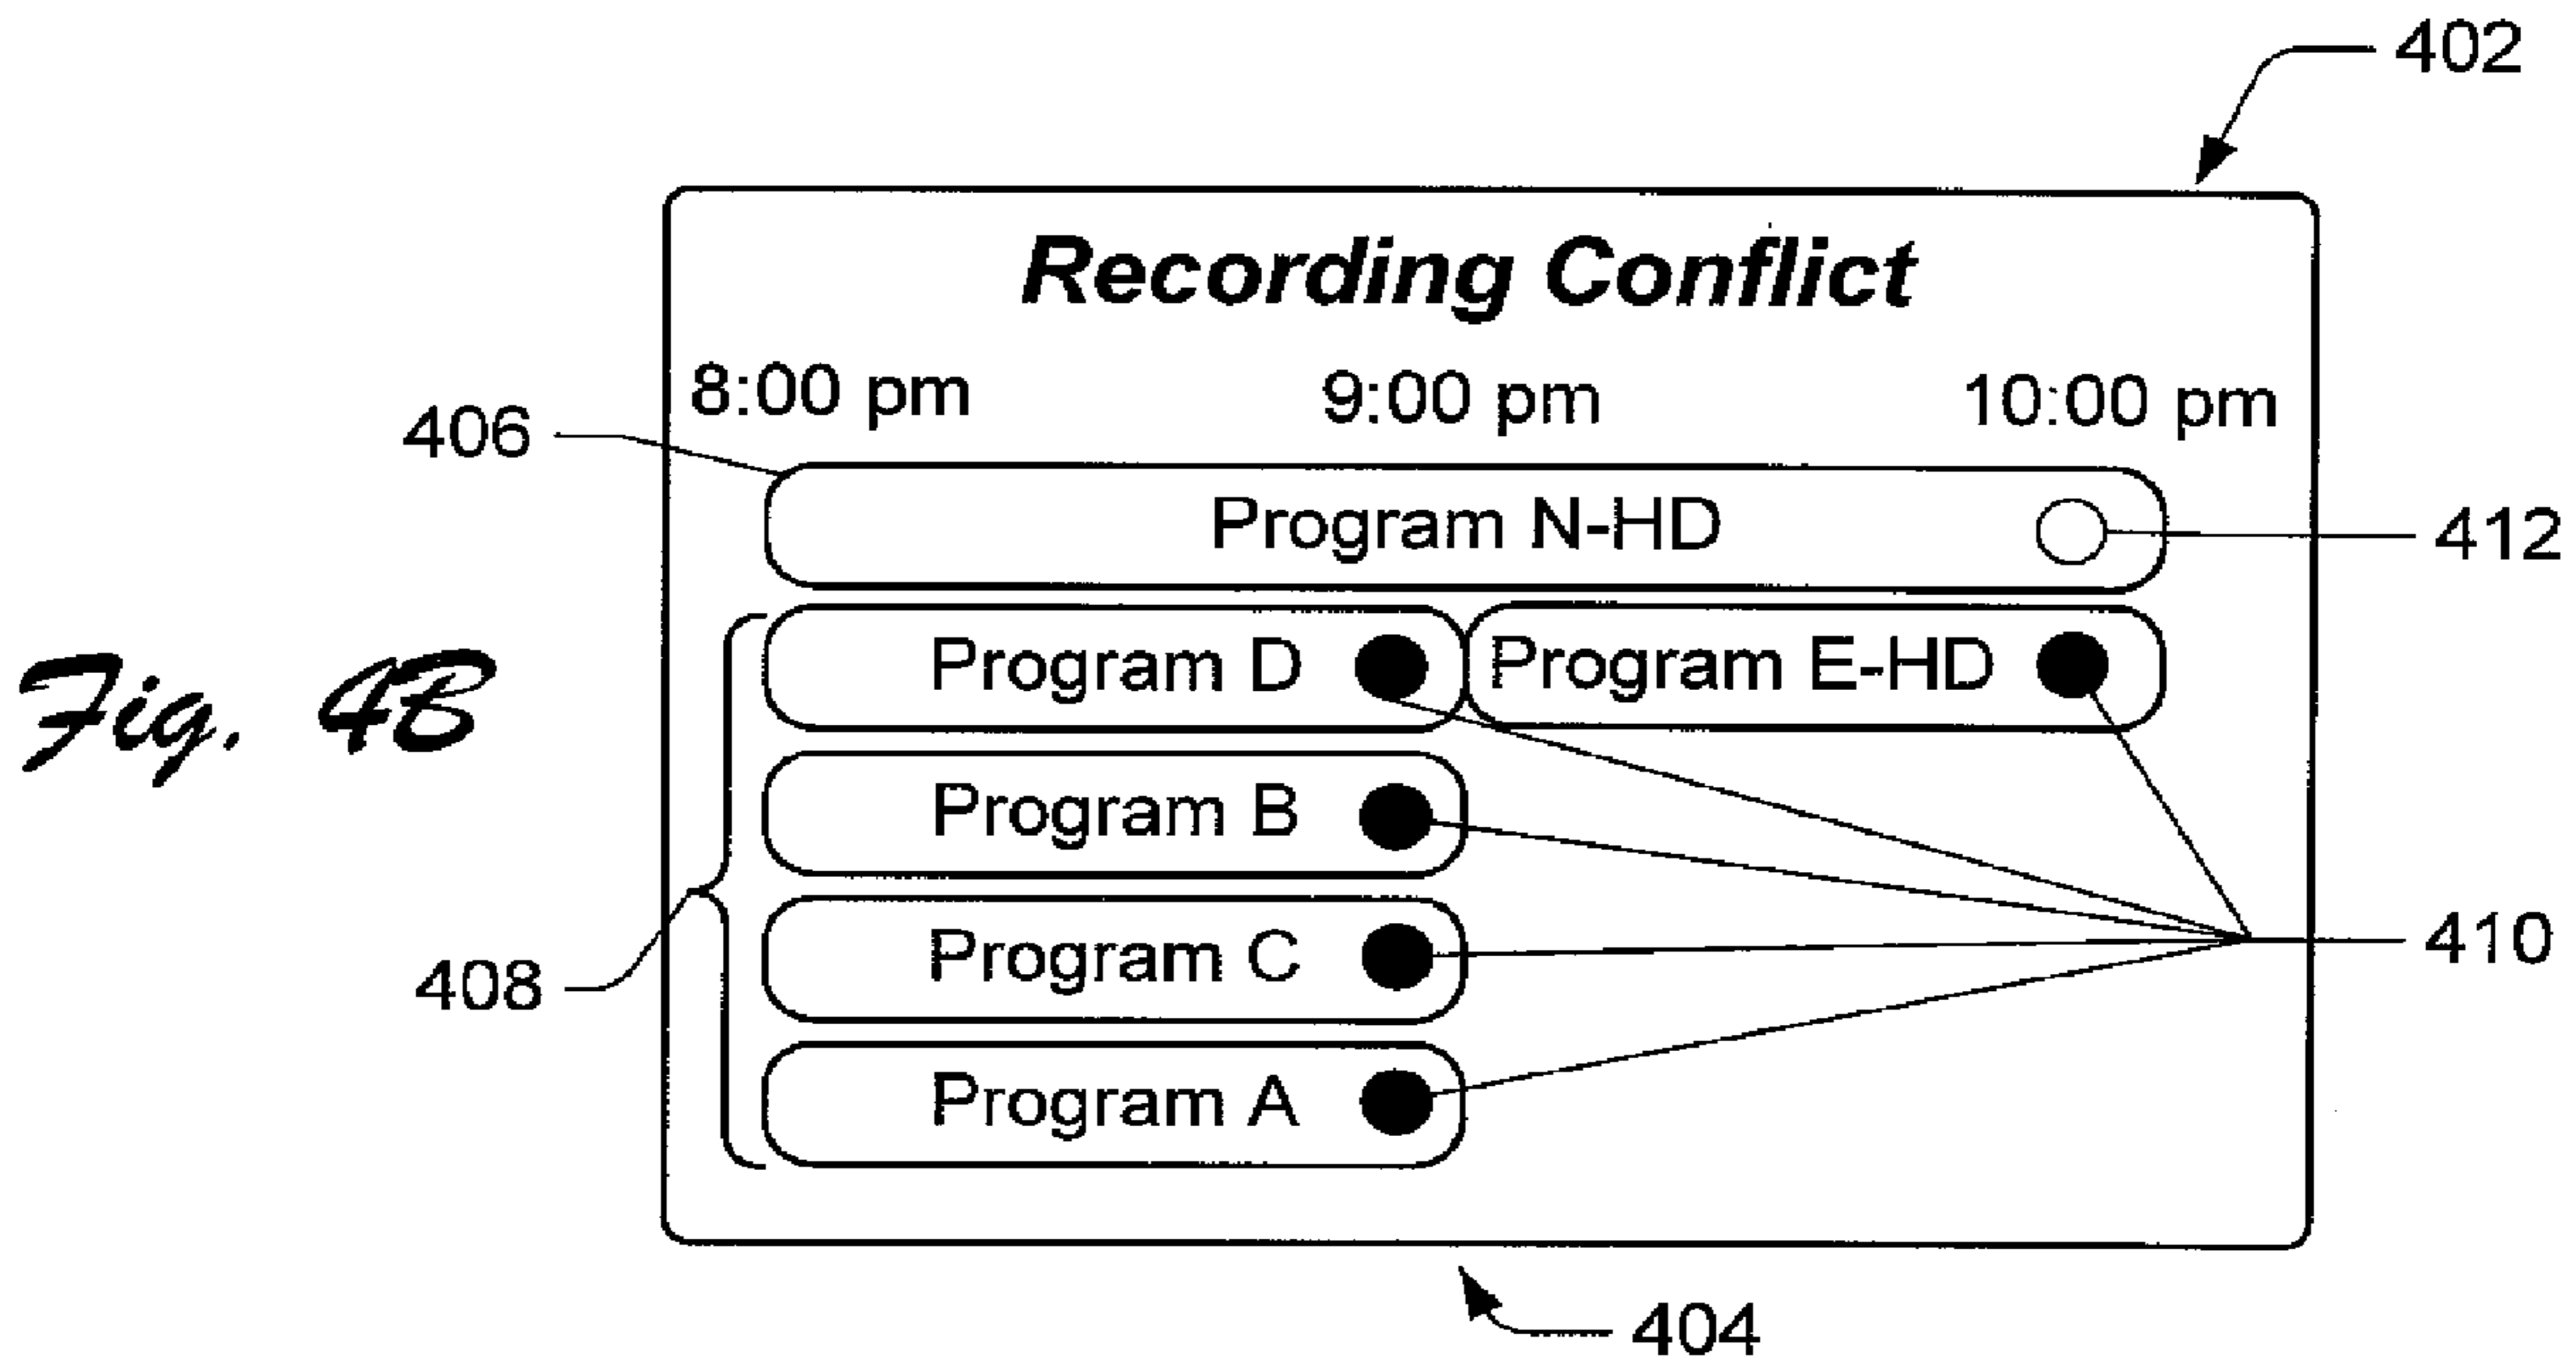 402
Recording Conflict
8:00 pm 9:00 pm 10:00 pm
406
Program N-HD
412
Program D Program E-HD
Fig. 4B
Program B
408
Program C
410
Program A
404